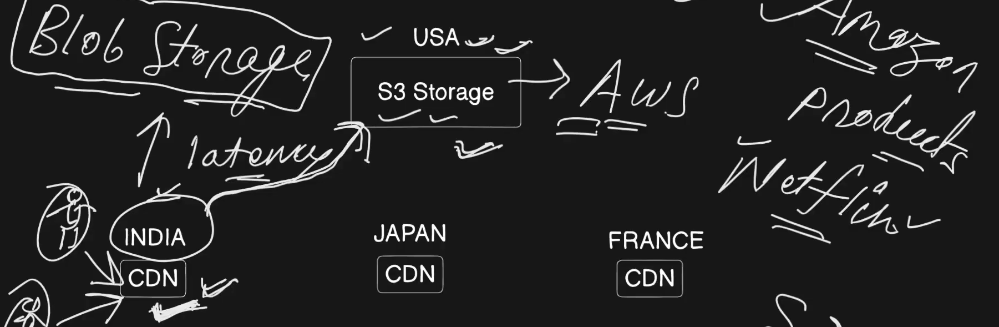 Blob Storage
USA
Amazon
S3 Storage
AWS
Products
↑ latency
Netflix
INDIA
JAPAN
FRANCE
CDN
CDN
CDN